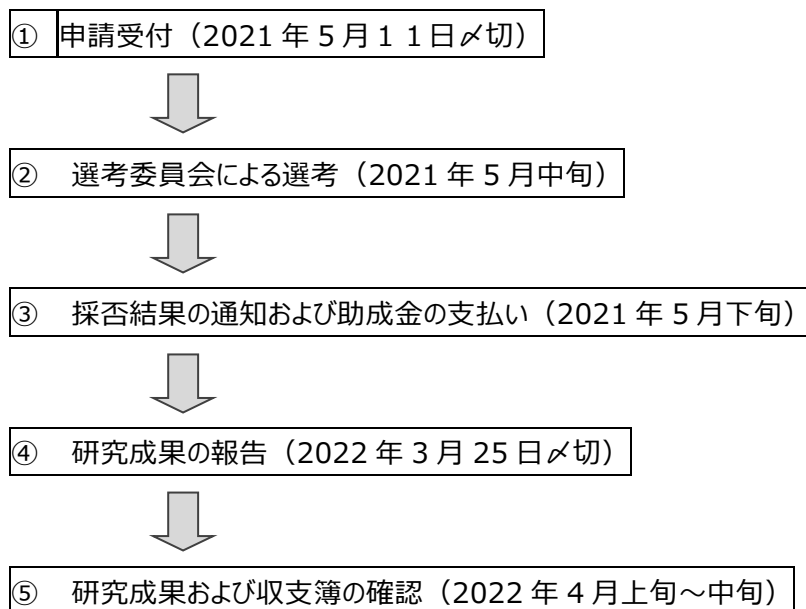 ① 申請受付（2021 年 5 月１１日〆切）
② 選考委員会による選考（2021 年 5 月中旬）
③ 採否結果の通知および助成金の支払い（2021 年 5 月下旬）
④ 研究成果の報告（2022 年 3 月 25 日〆切）
⑤ 研究成果および収支簿の確認（2022 年 4 月上旬～中旬）